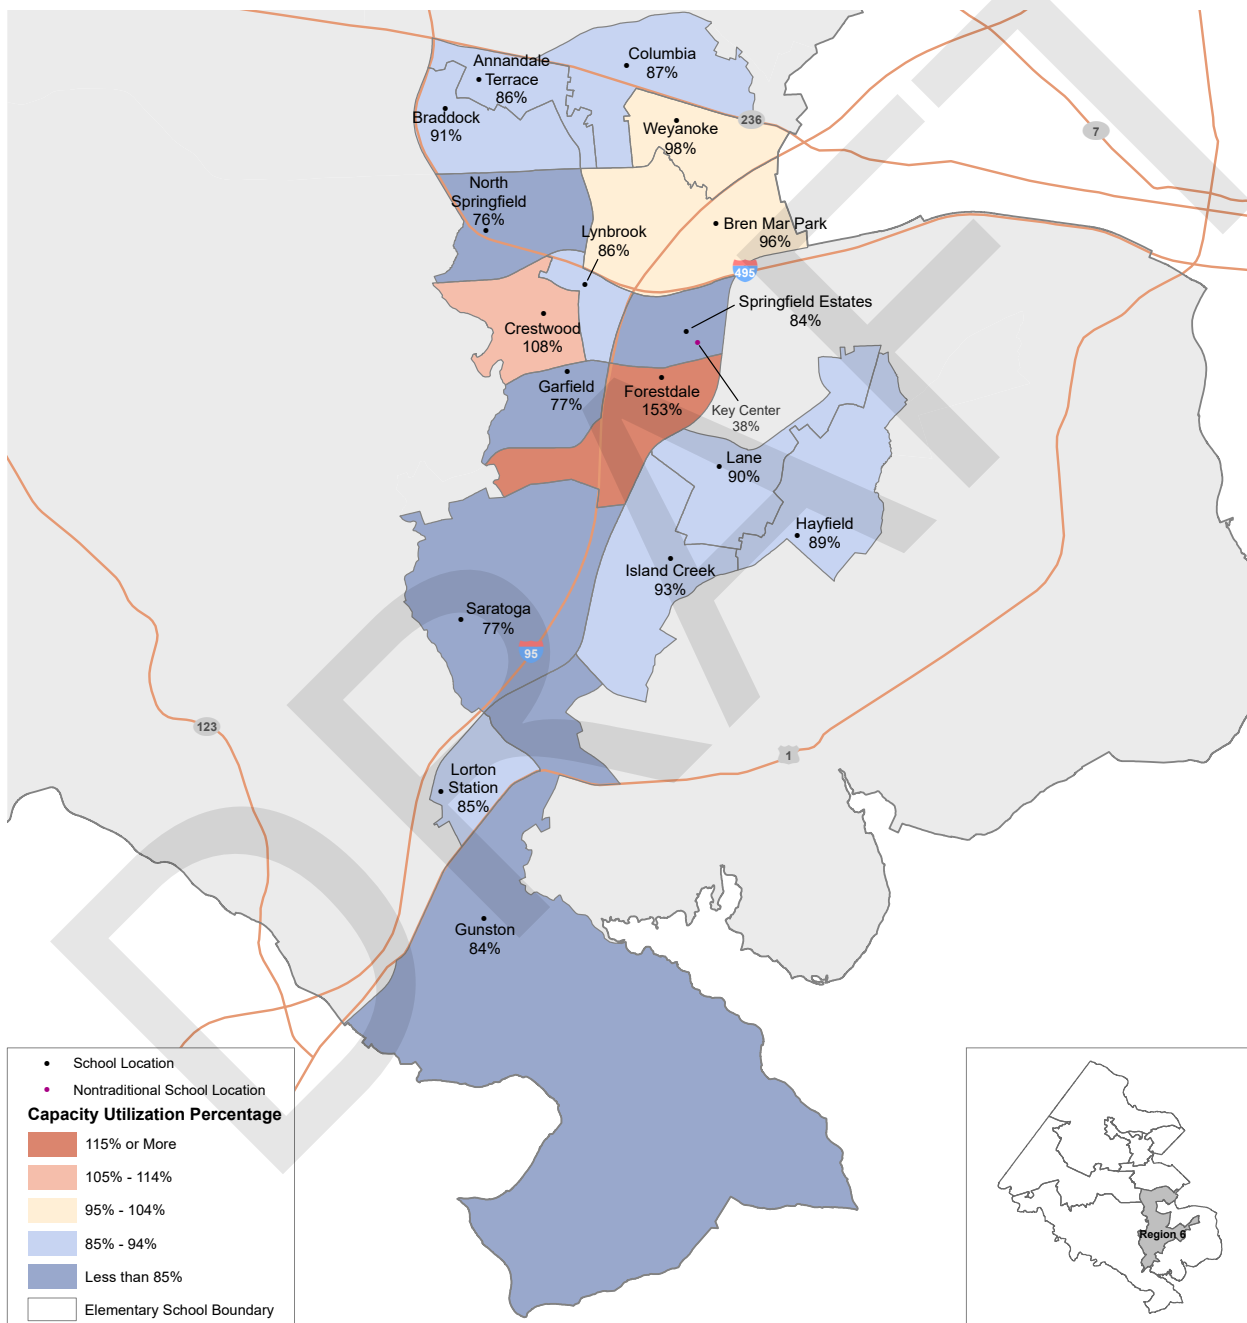 Columbia
87%
Annandale
Terrace
86%
Braddock
91%
Weyanoke
98%
236
7
North
Springfield
76%
Lynbrook
86%
Bren Mar Park
96%
495
Springfield Estates
84%
Crestwood
108%
Garfield
77%
Forestdale
153%
Key Center
38%
Lane
90%
Hayfield
89%
Island Creek
93%
Saratoga
77%
95
123
1
Lorton
Station
85%
Gunston
84%
DRAFT
School Location
Nontraditional School Location
Capacity Utilization Percentage
115% or More
105% - 114%
95% - 104%
85% - 94%
Less than 85%
Elementary School Boundary
Region 6